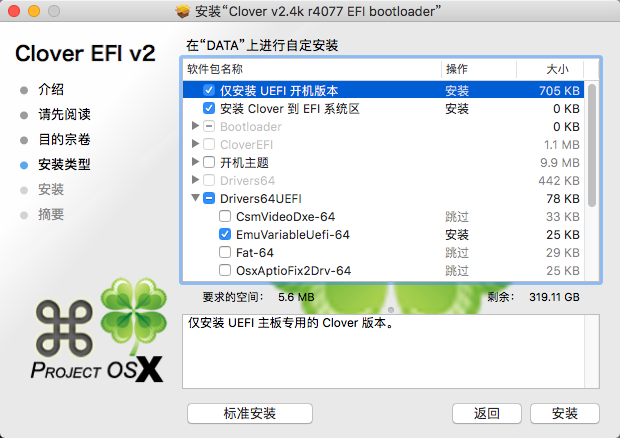 安装“Clover v2.4k r4077 EFI bootloader”
Clover EFI v2
在“DATA”上进行自定安装
介绍
请先阅读
目的宗卷
安装类型
安装
摘要
软件包名称 操作 大小
仅安装 UEFI 开机版本 安装 705 KB
安装 Clover 到 EFI 系统区 安装 0 KB
Bootloader 0 KB
CloverEFI 1.1 MB
开机主题 9.9 MB
Drivers64 442 KB
Drivers64UEFI 78 KB
CsmVideoDxe-64 跳过 33 KB
EmuVariableUefi-64 安装 25 KB
Fat-64 跳过 29 KB
OsxAptioFix2Drv-64 跳过 25 KB
要求的空间： 5.6 MB 剩余： 319.11 GB
仅安装 UEFI 主板专用的 Clover 版本。
PROJECT OSX
标准安装 返回 安装